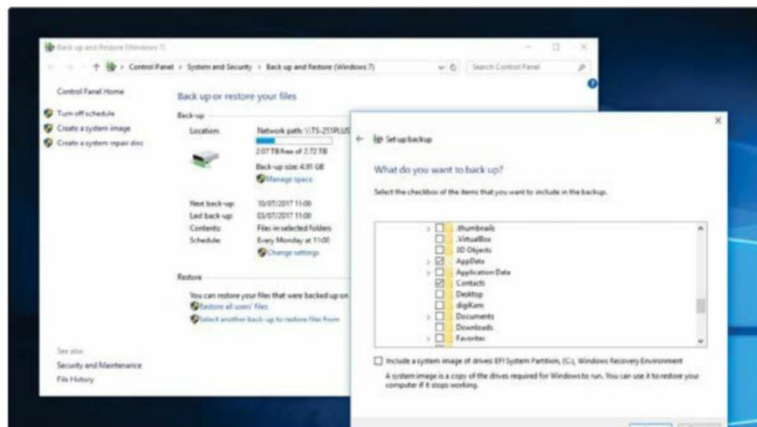 Back up and Restore (Windows 7)
Control Panel › System and Security › Back up and Restore (Windows 7)
Search Control Panel
Control Panel Home
Turn off schedule
Create a system image
Create a system repair disc
See also
Security and Maintenance
File History
Back up or restore your files
Back-up
Location: Network path: \\TS-251PLUS
2.07 TB free of 2.72 TB
Back-up size: 4.91 GB
Manage space
Next back-up: 10/07/2017 11:00
Last back-up: 03/07/2017 11:00
Contents: Files in selected folders
Schedule: Every Monday at 11:00
Change settings
Restore
You can restore your files that were backed up on
Restore all users' files
Select another back-up to restore files from
Set up backup
What do you want to back up?
Select the checkbox of the items that you want to include in the backup.
.thumbnails
.VirtualBox
3D Objects
AppData
Application Data
Contacts
Desktop
digiKam
Documents
Downloads
Favorites
Include a system image of drives: EFI System Partition, (C:), Windows Recovery Environment
A system image is a copy of the drives required for Windows to run. You can use it to restore your
computer if it stops working.